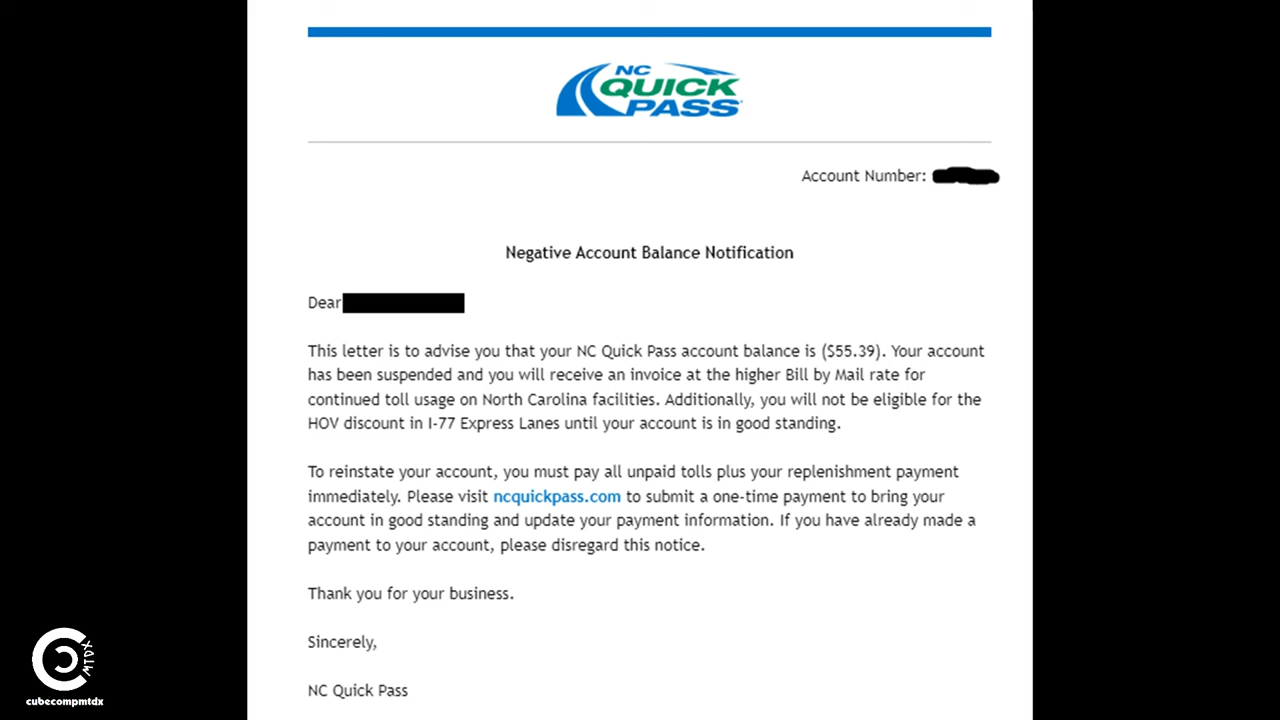 NC
QUICK
PASS
Account Number:
Negative Account Balance Notification
Dear
This letter is to advise you that your NC Quick Pass account balance is ($55.39). Your account
has been suspended and you will receive an invoice at the higher Bill by Mail rate for
continued toll usage on North Carolina facilities. Additionally, you will not be eligible for the
HOV discount in I-77 Express Lanes until your account is in good standing.
To reinstate your account, you must pay all unpaid tolls plus your replenishment payment
immediately. Please visit ncquickpass.com to submit a one-time payment to bring your
account in good standing and update your payment information. If you have already made a
payment to your account, please disregard this notice.
Thank you for your business.
Sincerely,
NC Quick Pass
MTDX
cubecompmtdx